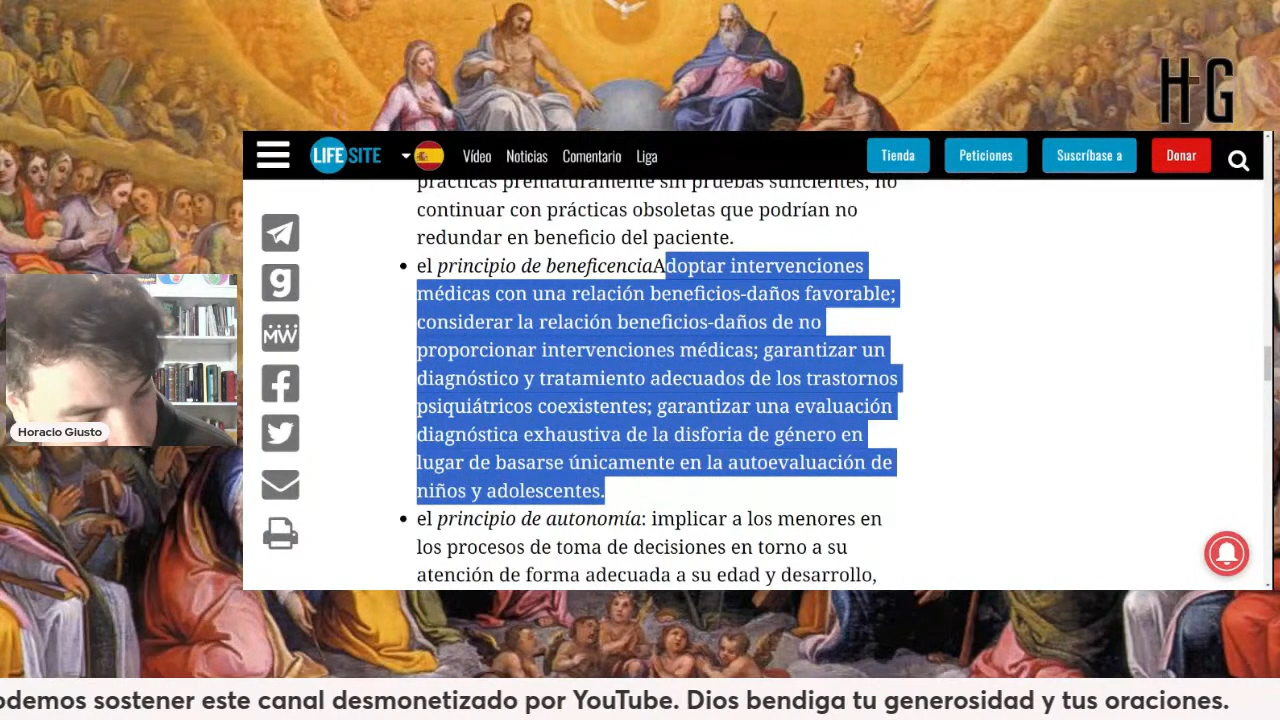 H+G
LIFE SITE
Vídeo Noticias Comentario Liga
Tienda Peticiones Suscríbase a Donar
prácticas prematuramente sin pruebas suficientes; no
continuar con prácticas obsoletas que podrían no
redundar en beneficio del paciente.
el principio de beneficenciaAdoptar intervenciones
médicas con una relación beneficios-daños favorable;
considerar la relación beneficios-daños de no
proporcionar intervenciones médicas; garantizar un
diagnóstico y tratamiento adecuados de los trastornos
psiquiátricos coexistentes; garantizar una evaluación
diagnóstica exhaustiva de la disforia de género en
lugar de basarse únicamente en la autoevaluación de
niños y adolescentes.
el principio de autonomía: implicar a los menores en
los procesos de toma de decisiones en torno a su
atención de forma adecuada a su edad y desarrollo,
g
MW
Horacio Giusto
odemos sostener este canal desmonetizado por YouTube. Dios bendiga tu generosidad y tus oraciones.